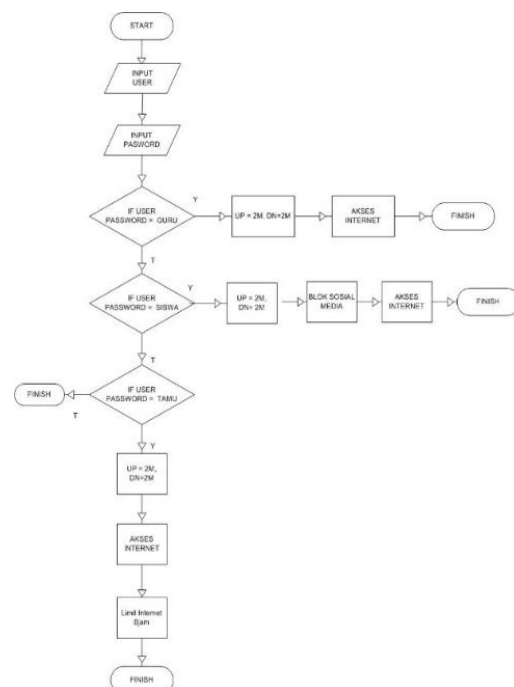 START
INPUT
USER
INPUT
PASWORD
IF USER
PASSWORD = GURU
Y
UP = 2M, DN=2M
AKSES
INTERNET
FINISH
T
IF USER
PASSWORD = SISWA
Y
UP = 2M,
DN= 2M
BLOK SOSIAL
MEDIA
AKSES
INTERNET
FINISH
T
IF USER
PASSWORD = TAMU
FINISH
T
Y
UP = 2M,
DN=2M
AKSES
INTERNET
Limit Internet
8jam
FINISH